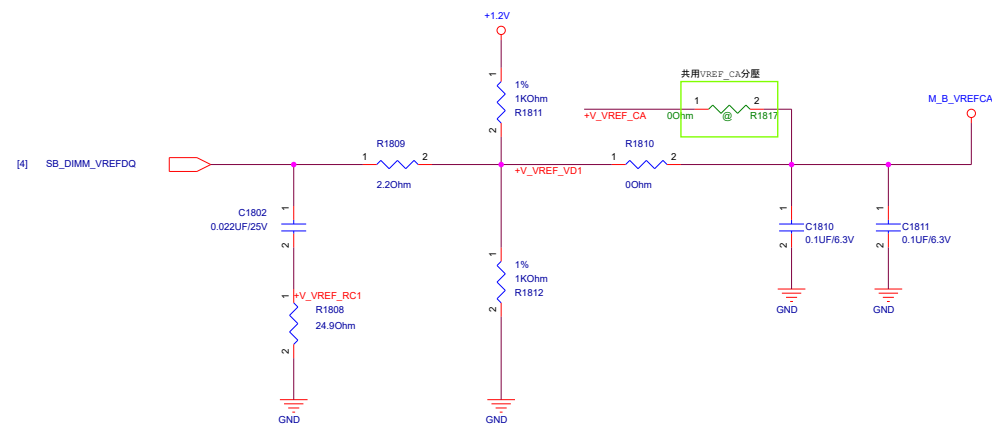 +1.2V
共用VREF_CA分壓
1
1%
1KOhm
R1811
2
+V_VREF_CA
1
2
0Ohm
@
R1817
M_B_VREFCA
[4]
SB_DIMM_VREFDQ
R1809
1
2
2.2Ohm
+V_VREF_VD1
R1810
1
2
0Ohm
C1802
0.022UF/25V
1
2
1
C1810
0.1UF/6.3V
2
1
C1811
0.1UF/6.3V
2
1
1%
1KOhm
R1812
2
1
+V_VREF_RC1
R1808
24.9Ohm
2
GND
GND
GND
GND